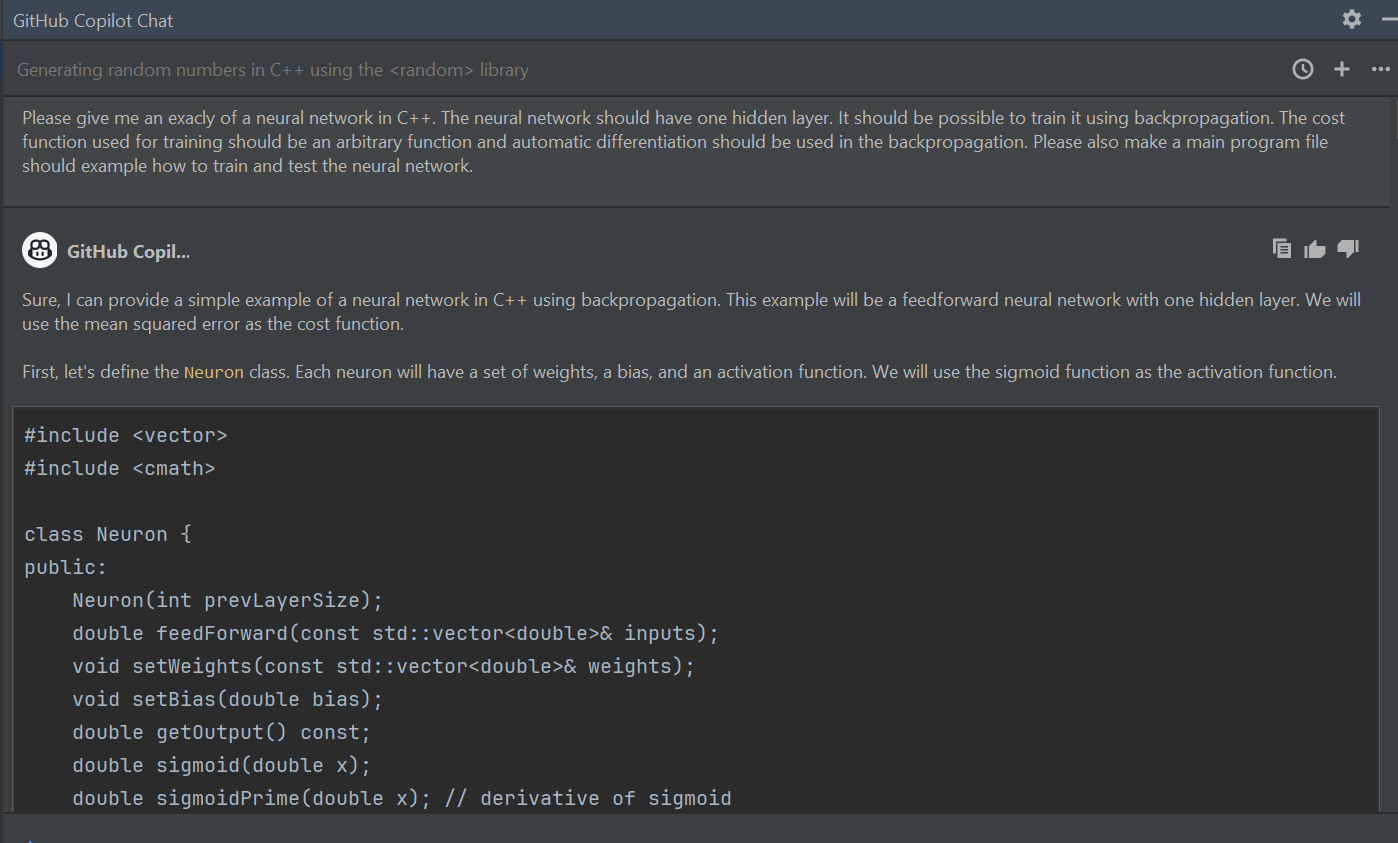 GitHub Copilot Chat
Generating random numbers in C++ using the <random> library
Please give me an exacly of a neural network in C++. The neural network should have one hidden layer. It should be possible to train it using backpropagation. The cost
function used for training should be an arbitrary function and automatic differentiation should be used in the backpropagation. Please also make a main program file
should example how to train and test the neural network.
GitHub Copil...
Sure, I can provide a simple example of a neural network in C++ using backpropagation. This example will be a feedforward neural network with one hidden layer. We will
use the mean squared error as the cost function.
First, let's define the Neuron class. Each neuron will have a set of weights, a bias, and an activation function. We will use the sigmoid function as the activation function.
#include <vector>
#include <cmath>
class Neuron {
public:
    Neuron(int prevLayerSize);
    double feedForward(const std::vector<double>& inputs);
    void setWeights(const std::vector<double>& weights);
    void setBias(double bias);
    double getOutput() const;
    double sigmoid(double x);
    double sigmoidPrime(double x); // derivative of sigmoid